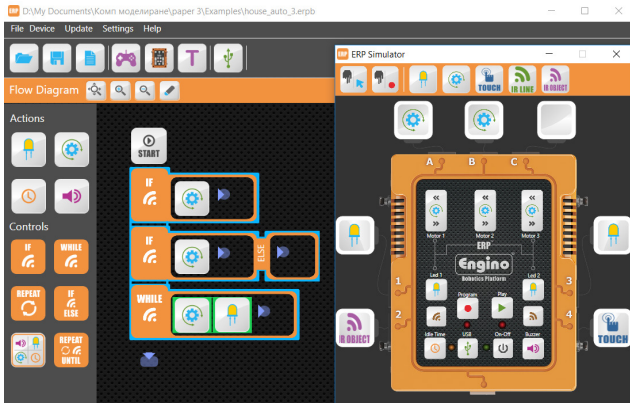 ERP D:\My Documents\Комп моделиране\paper 3\Examples\house_auto_3.erpb
File Device Update Settings Help
T
Flow Diagram
Actions
Controls
IF
WHILE
REPEAT
IF
ELSE
REPEAT
UNTIL
START
IF
IF
ELSE
WHILE
ERP ERP Simulator
TOUCH
IR LINE
IR OBJECT
A B C
Motor 1 Motor 2 Motor 3
ERP
Engino
Robotics Platform
Led 1 Led 2
Program Play
1 3
2 4
Idle Time USB On-Off Buzzer
IR OBJECT
TOUCH